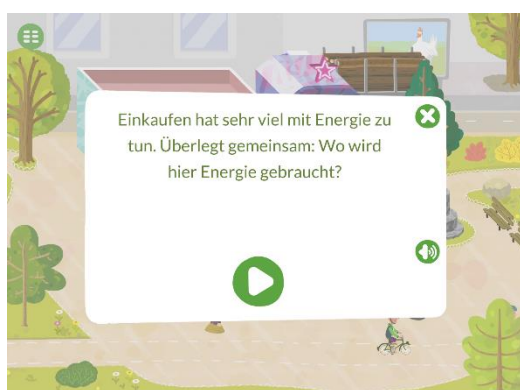 Einkaufen hat sehr viel mit Energie zu
tun. Überlegt gemeinsam: Wo wird
hier Energie gebraucht?